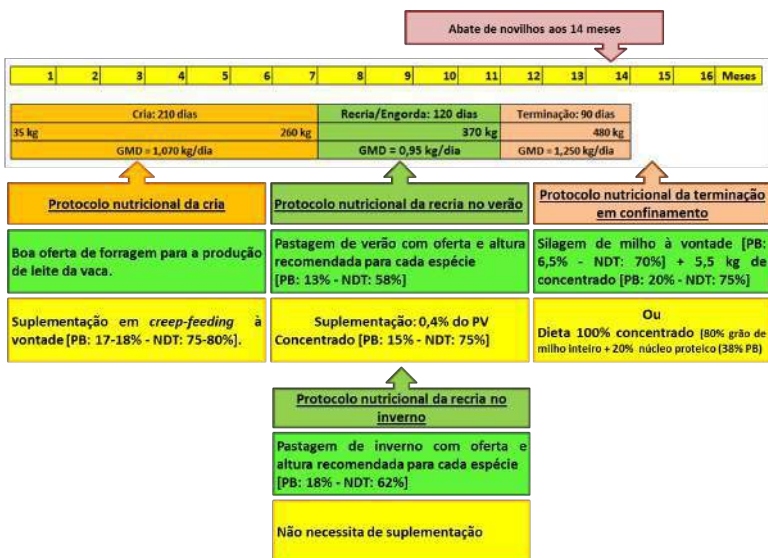 Abate de novilhos aos 14 meses
1 2 3 4 5 6 7 8 9 10 11 12 13 14 15 16 Meses
Cria: 210 dias Recria/Engorda: 120 dias Terminação: 90 dias
35 kg 260 kg 370 kg 480 kg
GMD = 1,070 kg/dia GMD = 0,95 kg/dia GMD = 1,250 kg/dia
Protocolo nutricional da cria
Boa oferta de forragem para a produção
de leite da vaca.
Suplementação em creep-feeding à
vontade [PB: 17-18% - NDT: 75-80%].
Protocolo nutricional da recria no verão
Pastagem de verão com oferta e altura
recomendada para cada espécie
[PB: 13% - NDT: 58%]
Suplementação: 0,4% do PV
Concentrado [PB: 15% - NDT: 75%]
Protocolo nutricional da terminação
em confinamento
Silagem de milho à vontade [PB:
6,5% - NDT: 70%] + 5,5 kg de
concentrado [PB: 20% - NDT: 75%]
Ou
Dieta 100% concentrado [80% grão de
milho inteiro + 20% núcleo proteico (38% PB)
Protocolo nutricional da recria no
inverno
Pastagem de inverno com oferta e
altura recomendada para cada espécie
[PB: 18% - NDT: 62%]
Não necessita de suplementação